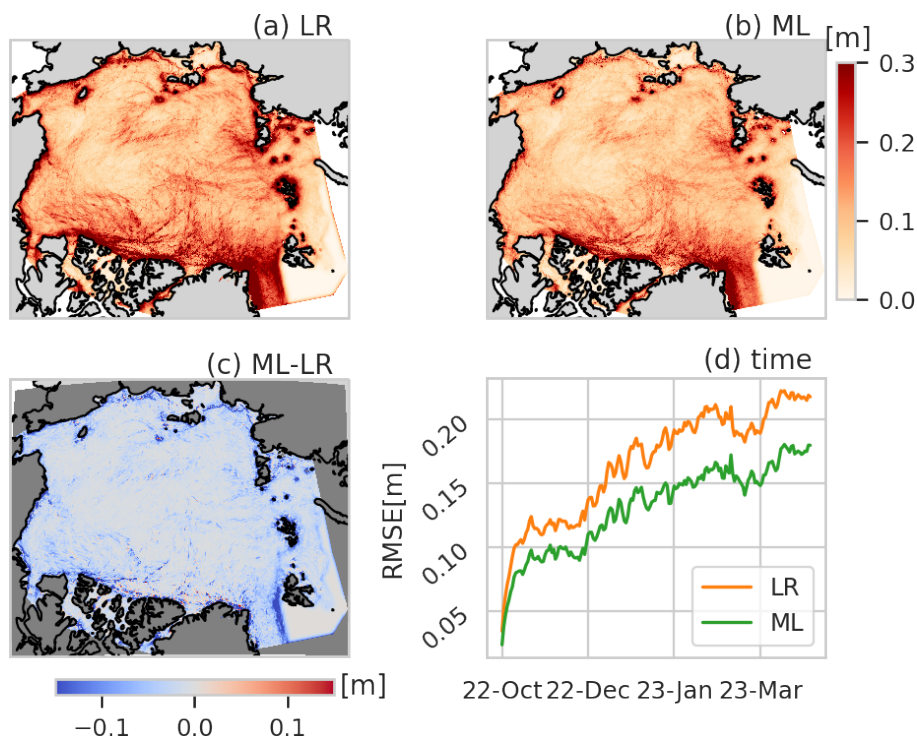 (a) LR
(b) ML
[m]
0.3
0.2
0.1
0.0
(c) ML-LR
[m]
−0.1
0.0
0.1
(d) time
RMSE[m]
0.20
0.15
0.10
0.05
LR
ML
22-Oct 22-Dec 23-Jan 23-Mar